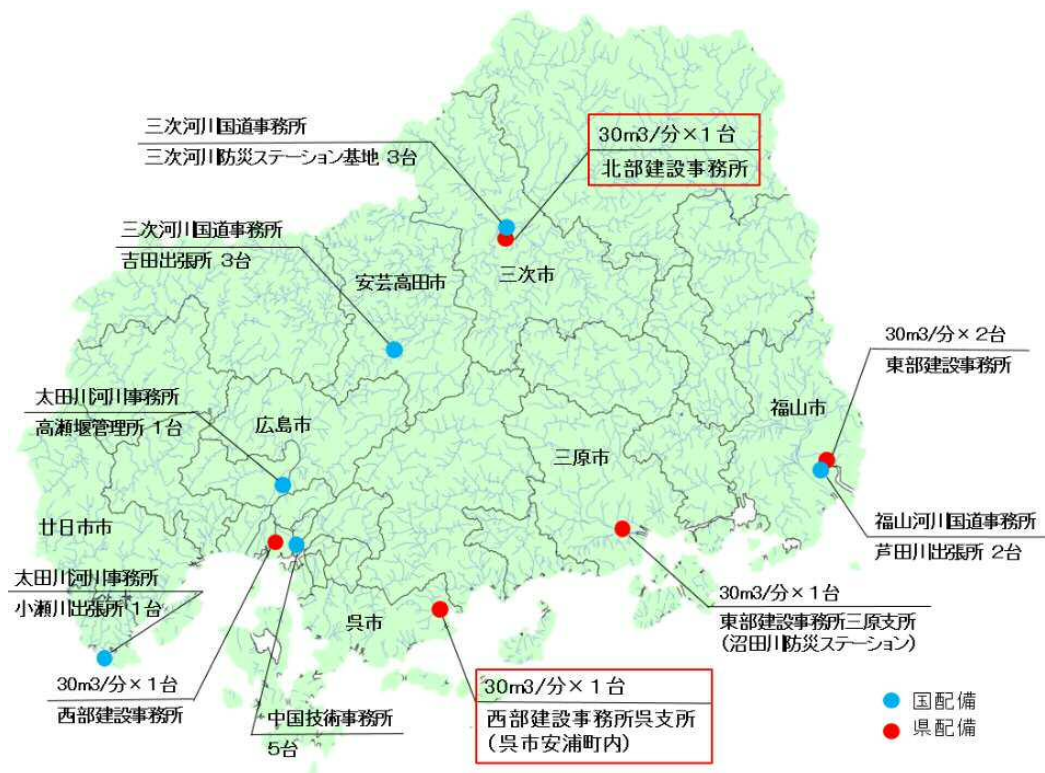 三次河川国道事務所
三次河川防災ステーション基地 3台
30m3/分×1台
北部建設事務所
三次河川国道事務所
吉田出張所 3台
安芸高田市
三次市
30m3/分×2台
東部建設事務所
太田川河川事務所
高瀬堰管理所 1台
広島市
福山市
三原市
廿日市市
福山河川国道事務所
芦田川出張所 2台
太田川河川事務所
小瀬川出張所 1台
呉市
30m3/分×1台
東部建設事務所三原支所
(沼田川防災ステーション)
30m3/分×1台
西部建設事務所
中国技術事務所
5台
30m3/分×1台
西部建設事務所呉支所
(呉市安浦町内)
国配備
県配備